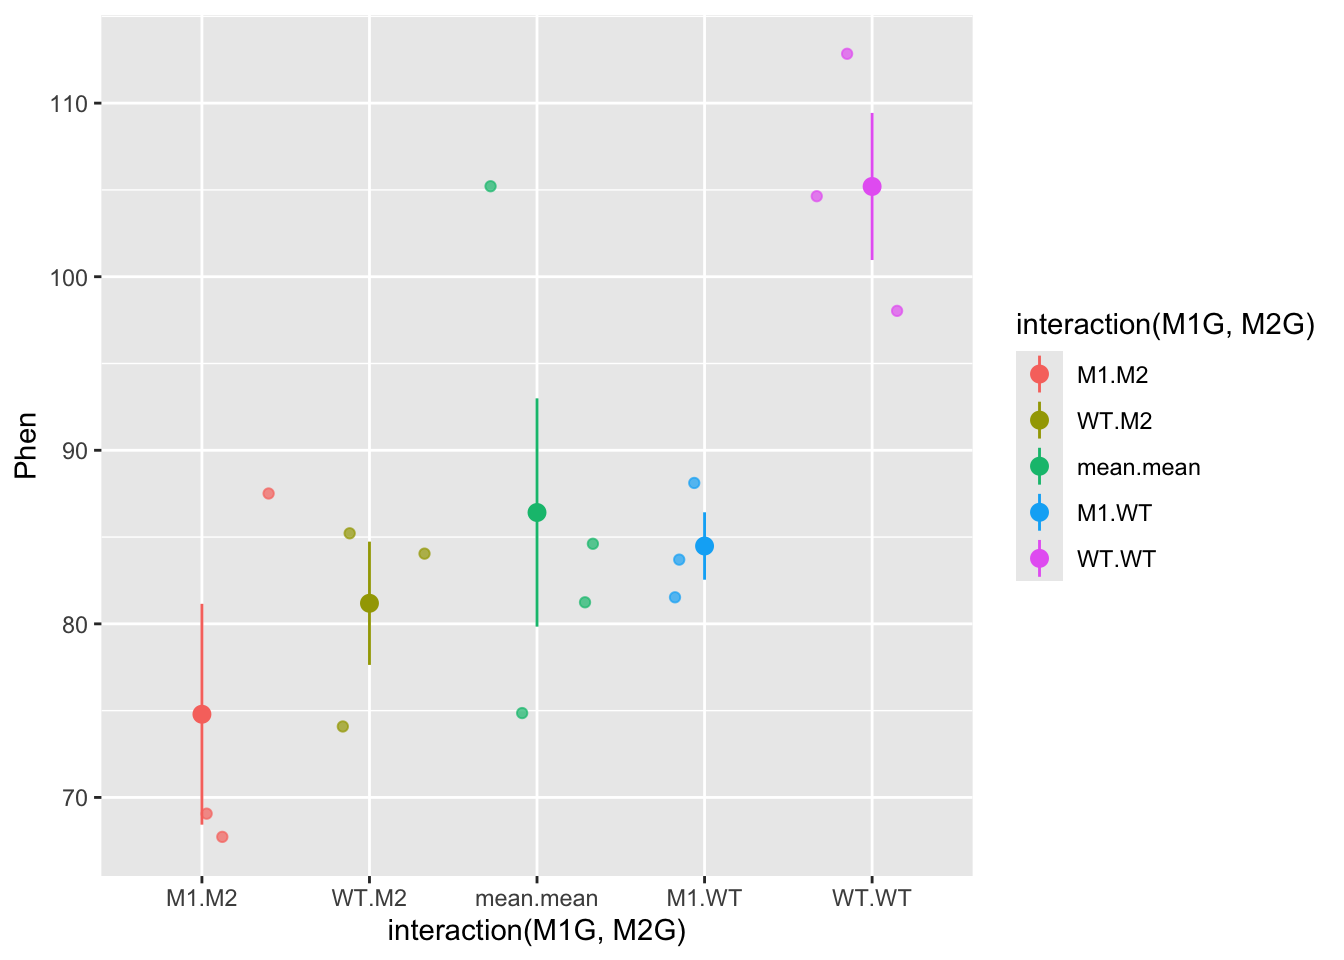 Phen
110
100
90
80
70
M1.M2
WT.M2
mean.mean
M1.WT
WT.WT
interaction(M1G, M2G)
interaction(M1G, M2G)
M1.M2
WT.M2
mean.mean
M1.WT
WT.WT